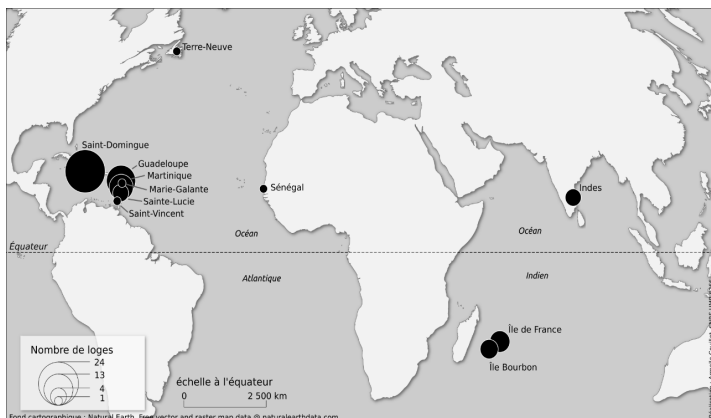 Terre-Neuve
Saint-Domingue
Guadeloupe
Martinique
Marie-Galante
Sainte-Lucie
Saint-Vincent
Sénégal
Indes
Océan
Océan
Équateur
Atlantique
Indien
Île de France
Île Bourbon
Nombre de loges
24
13
4
1
échelle à l'équateur
0 2 500 km
Fond cartographique : Natural Earth. Free vector and raster map data @ naturalearthdata.com